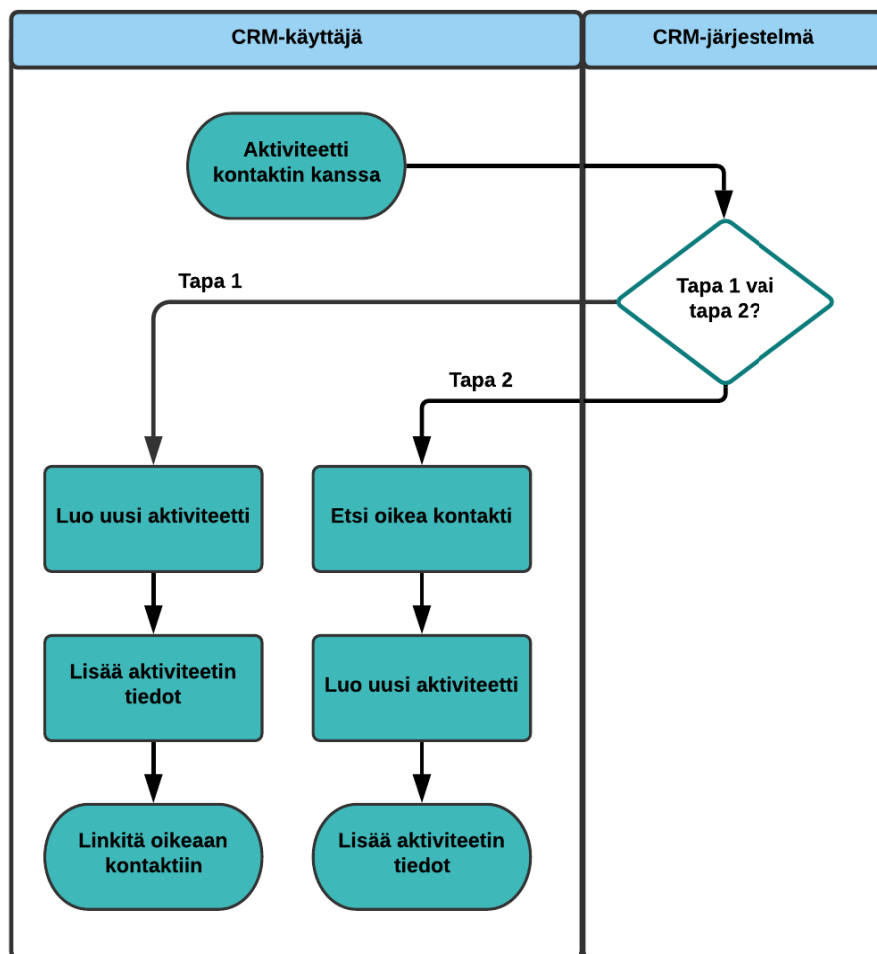 CRM-käyttäjä
CRM-järjestelmä
Aktiviteetti
kontaktin kanssa
Tapa 1 vai
tapa 2?
Tapa 1
Tapa 2
Luo uusi aktiviteetti
Etsi oikea kontakti
Lisää aktiviteetin
tiedot
Luo uusi aktiviteetti
Linkitä oikeaan
kontaktiin
Lisää aktiviteetin
tiedot